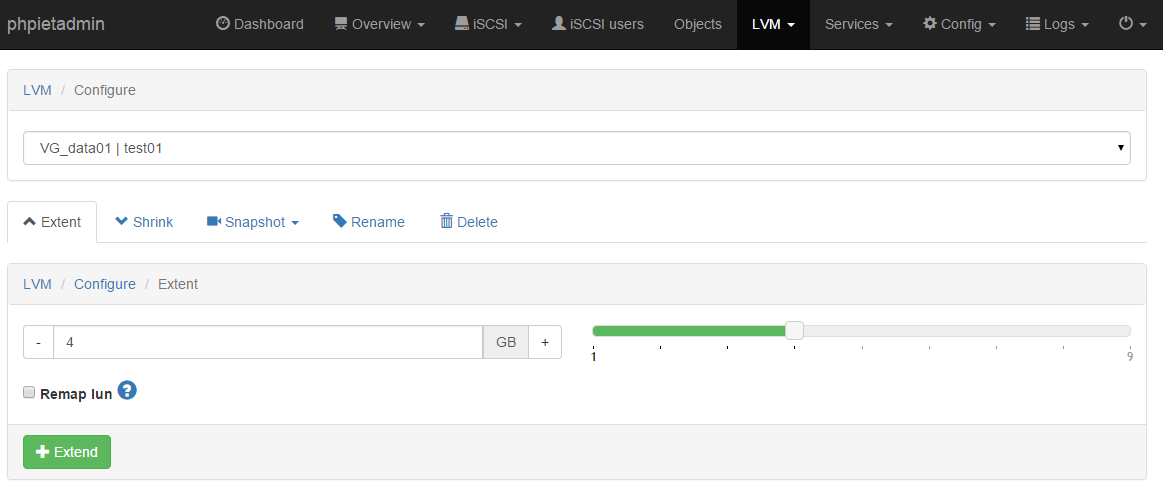 phpietadmin Dashboard Overview iSCSI iSCSI users Objects LVM Services Config Logs
LVM / Configure
VG_data01 | test01
Extent Shrink Snapshot Rename Delete
LVM / Configure / Extent
- 4 GB +
1 9
Remap lun ?
Extend